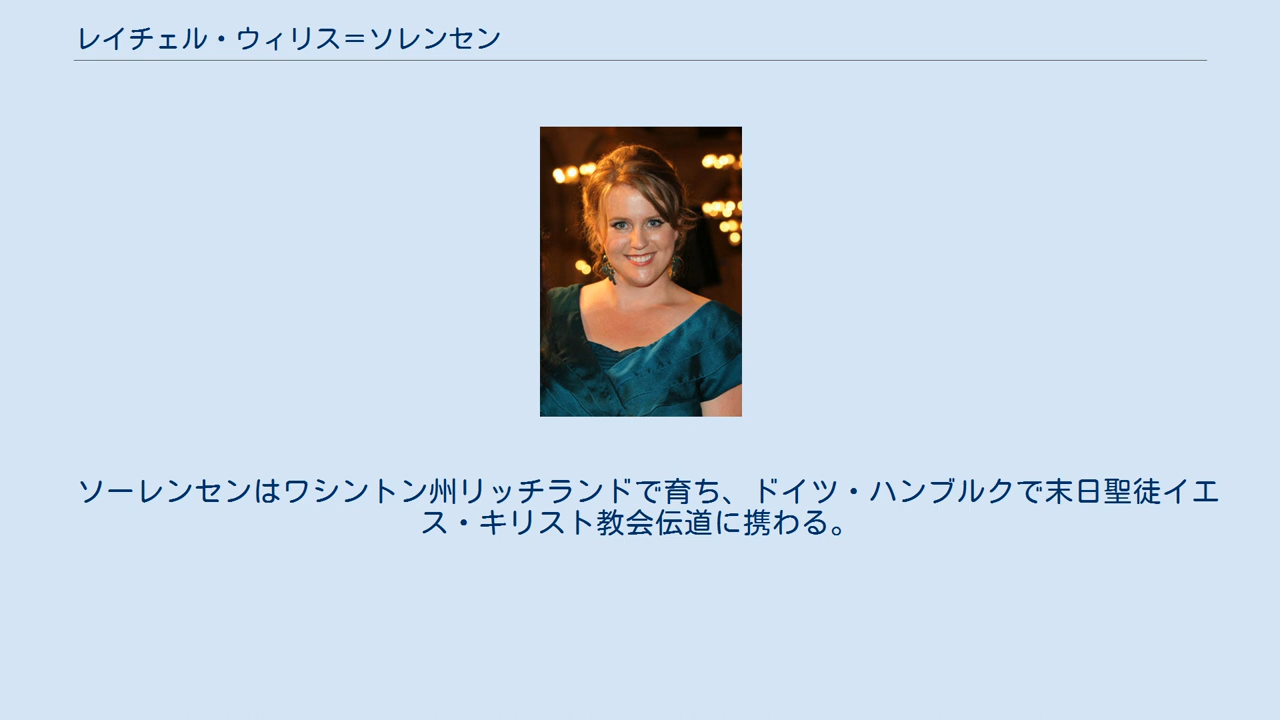 レイチェル・ウィリス＝ソレンセン
ソーレンセンはワシントン州リッチランドで育ち、ドイツ・ハンブルクで末日聖徒イエ
ス・キリスト教会伝道に携わる。